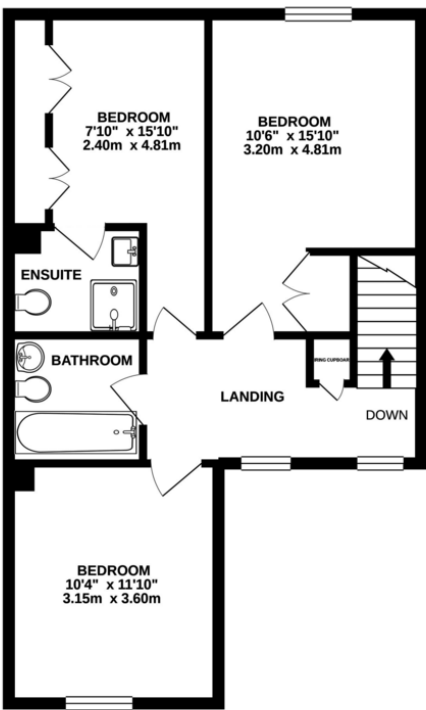 BEDROOM
7'10" x 15'10"
2.40m x 4.81m
BEDROOM
10'6" x 15'10"
3.20m x 4.81m
ENSUITE
BATHROOM
CUPBOARD
LANDING
DOWN
BEDROOM
10'4" x 11'10"
3.15m x 3.60m